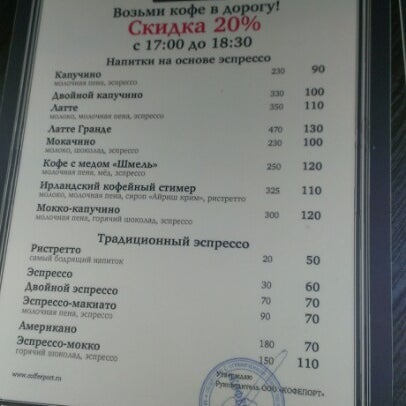 Возьми кофе в дорогу!
Скидка 20%
с 17:00 до 18:30
Напитки на основе эспрессо
Капучино 230 90
молочная пена, эспрессо
Двойной капучино 330 100
Латте 350 110
молоко, молочная пена, эспрессо
Латте Гранде 470 130
Мокачино 230 100
молоко, шоколад, эспрессо
Кофе с медом «Шмель» 250 120
молочная пена, мёд, эспрессо
Ирландский кофейный стимер 325 110
молоко, молочная пена, сироп «Айриш крим», ристретто
Мокко-капучино 300 120
молочная пена, горячий шоколад, эспрессо
Традиционный эспрессо
Ристретто 20 50
самый бодрящий напиток
Эспрессо 30 60
Двойной эспрессо 70 70
Эспрессо-макиато 90 70
молочная пена, эспрессо
Американо 180 70
Эспрессо-мокко 150 110
горячий шоколад, эспрессо
www.coffeeport.ru
Утверждаю
Руководитель ООО «КОФЕПОРТ»